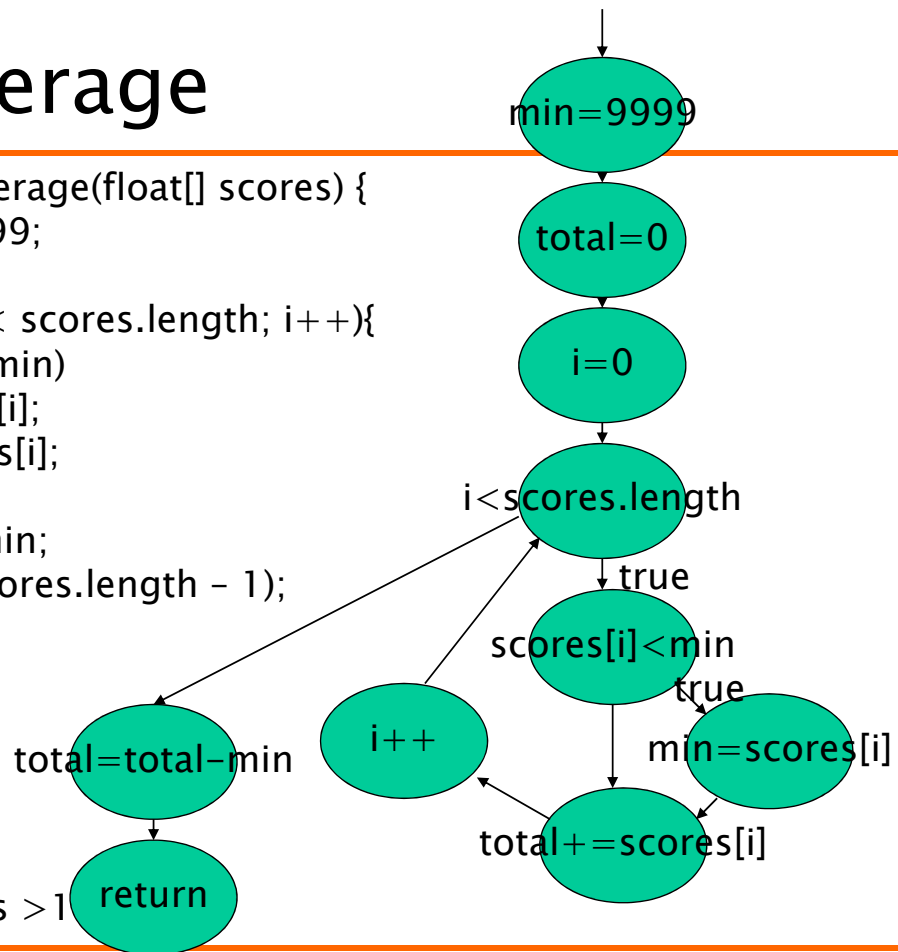 erage
erage(float[] scores) {
99;
< scores.length; i++){
min)
[i];
s[i];
in;
ores.length – 1);
s >1
min=9999
total=0
i=0
i<scores.length
true
scores[i]<min
true
min=scores[i]
total+=scores[i]
i++
total=total-min
return